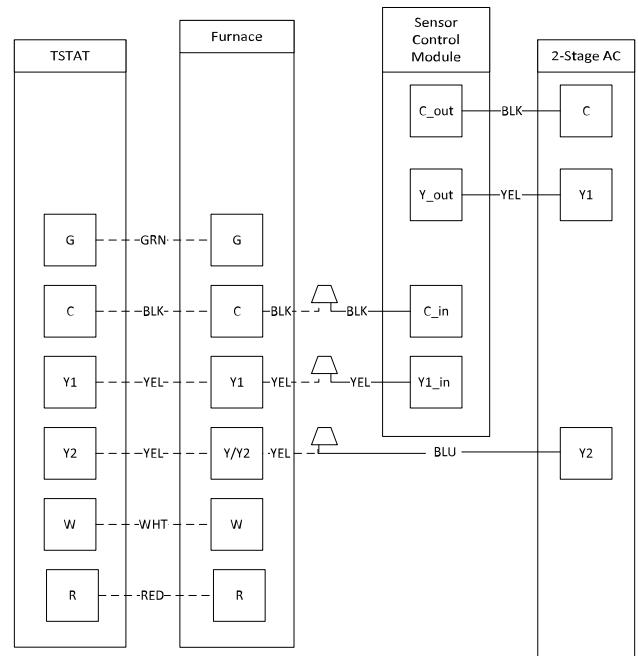 TSTAT
Furnace
Sensor
Control
Module
2-Stage AC
C_out
BLK
C
Y_out
YEL
Y1
G
GRN
G
C
BLK
C
BLK
BLK
C_in
Y1
YEL
Y1
YEL
YEL
Y1_in
Y2
YEL
Y/Y2
YEL
BLU
Y2
W
WHT
W
R
RED
R